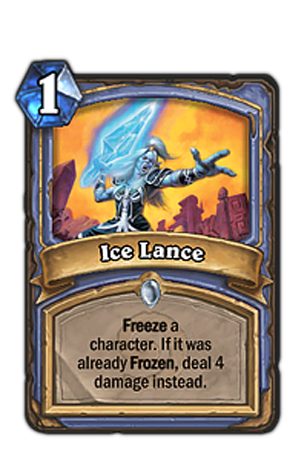 1
Ice Lance
Freeze a
character. If it was
already Frozen, deal 4
damage instead.